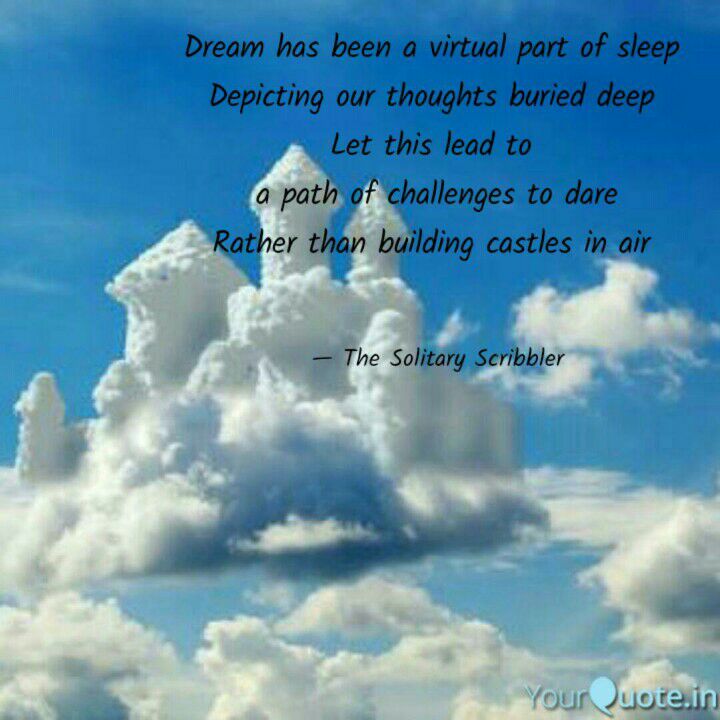 Dream has been a virtual part of sleep
Depicting our thoughts buried deep
Let this lead to
a path of challenges to dare
Rather than building castles in air
— The Solitary Scribbler
YourQuote.in